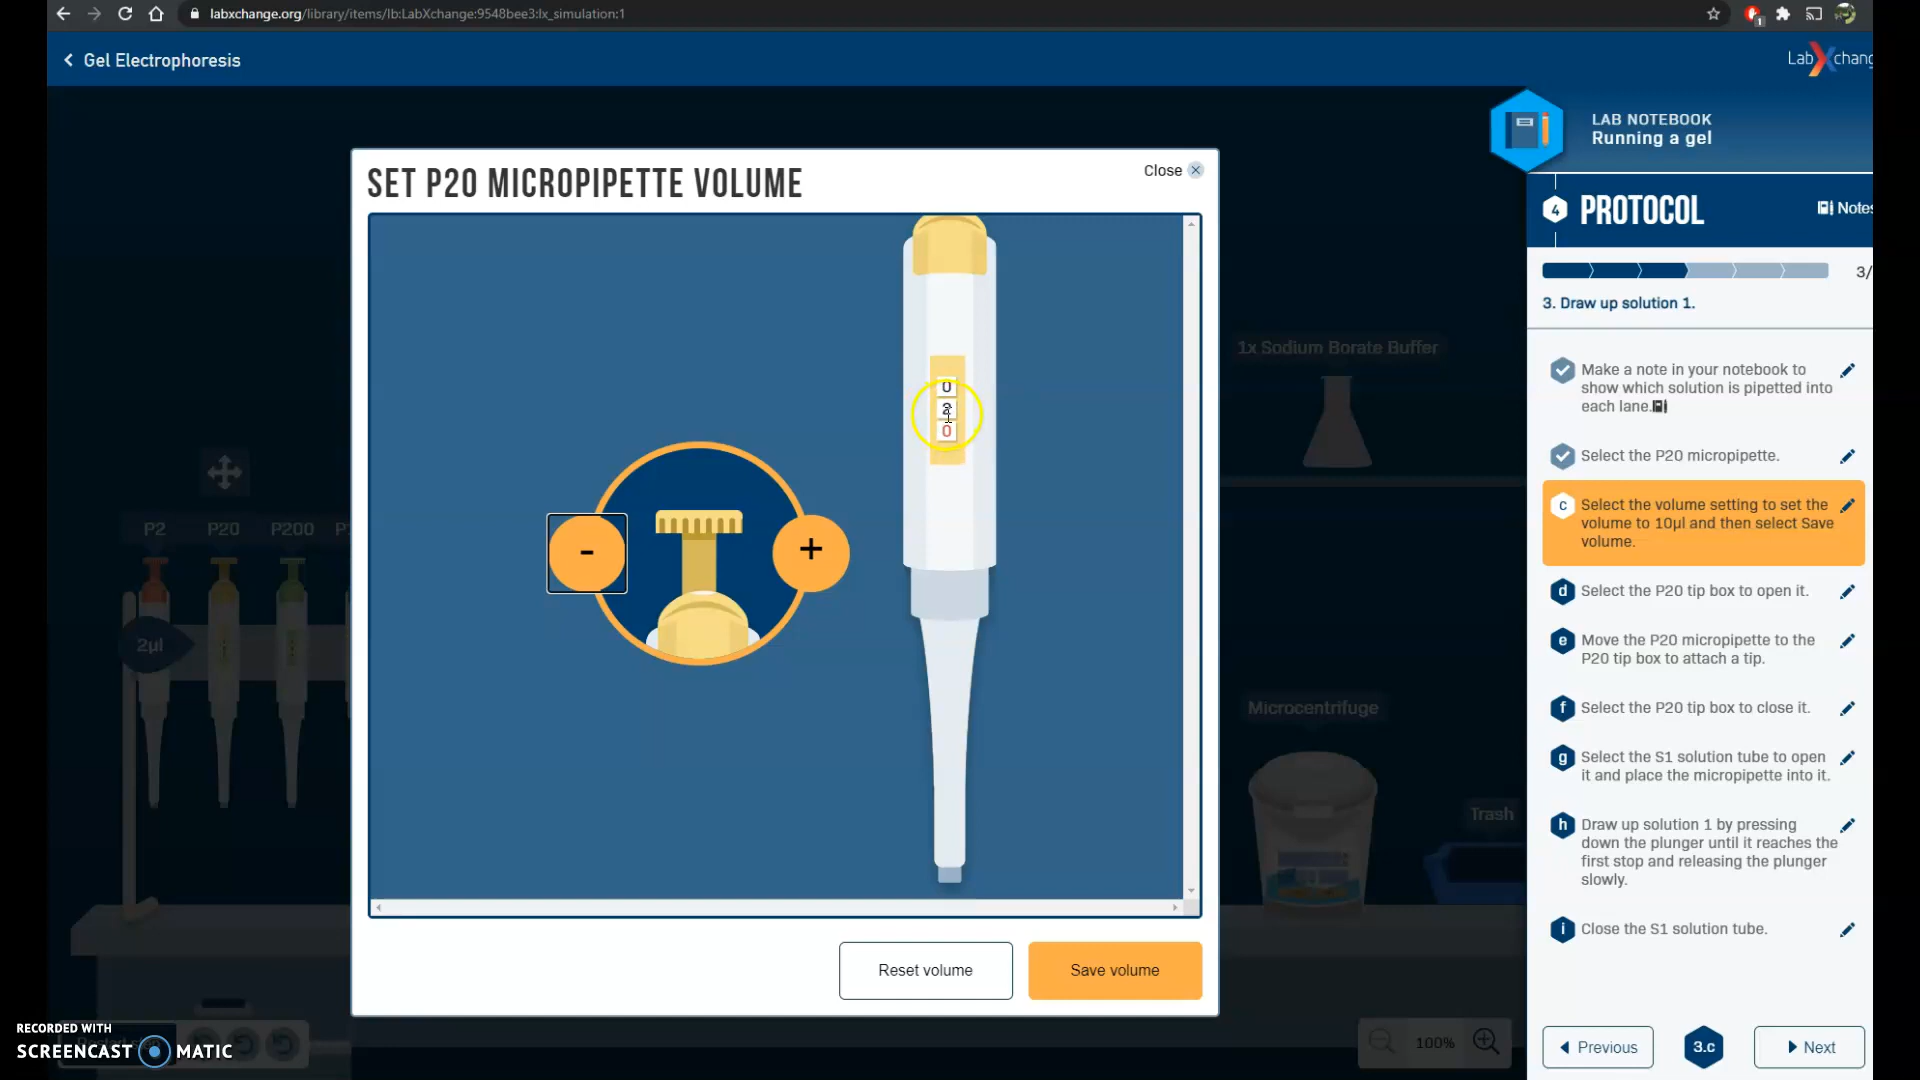 labxchange.org/library/items/lb:LabXchange:9548bee3:lx_simulation:1
1
Gel Electrophoresis
LabXchang
LAB NOTEBOOK
Running a gel
4 PROTOCOL
Notes
3/
3. Draw up solution 1.
Make a note in your notebook to
show which solution is pipetted into
each lane.
Select the P20 micropipette.
c Select the volume setting to set the
volume to 10µl and then select Save
volume.
d Select the P20 tip box to open it.
e Move the P20 micropipette to the
P20 tip box to attach a tip.
f Select the P20 tip box to close it.
g Select the S1 solution tube to open
it and place the micropipette into it.
h Draw up solution 1 by pressing
down the plunger until it reaches the
first stop and releasing the plunger
slowly.
i Close the S1 solution tube.
Previous
3.c
Next
SET P20 MICROPIPETTE VOLUME
Close
0
2
0
-
+
Reset volume
Save volume
P2
P20
P200
2µl
1x Sodium Borate Buffer
Microcentrifuge
Trash
100%
RECORDED WITH
SCREENCAST MATIC